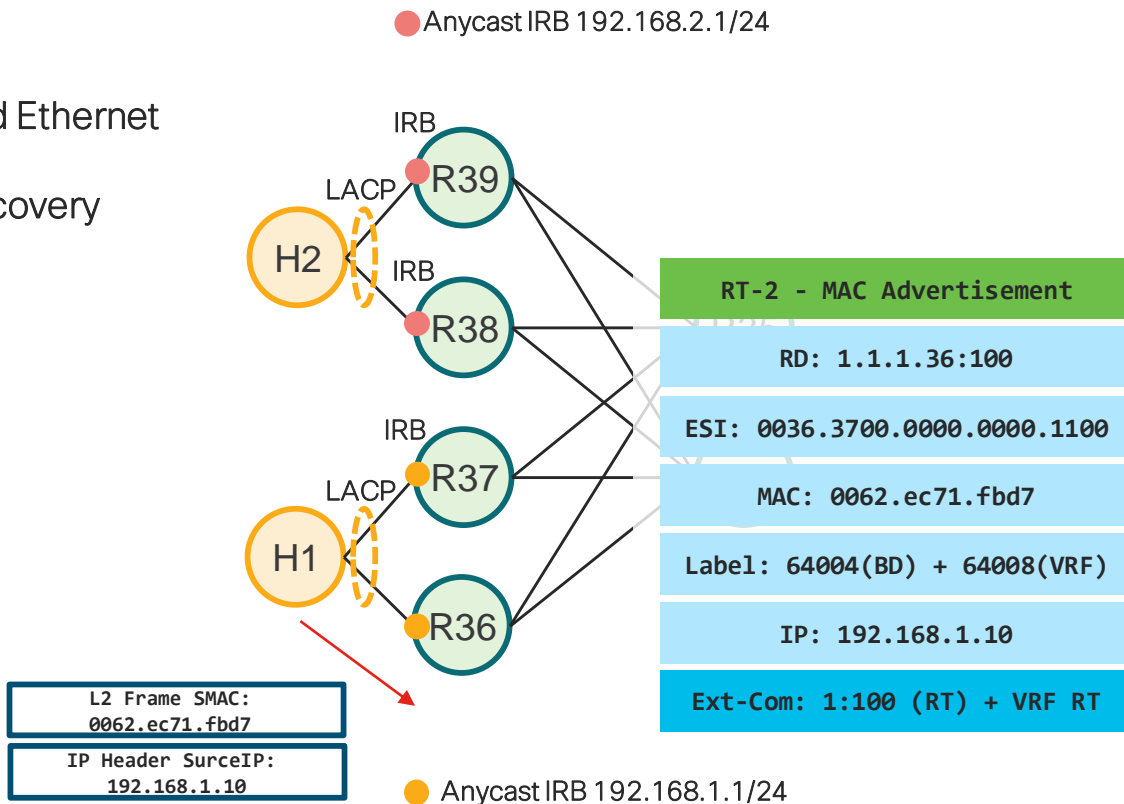 Anycast IRB 192.168.2.1/24
d Ethernet
covery
IRB
R39
LACP
H2
IRB
R38
IRB
R37
LACP
H1
R36
RT-2 - MAC Advertisement
RD: 1.1.1.36:100
ESI: 0036.3700.0000.0000.1100
MAC: 0062.ec71.fbd7
Label: 64004(BD) + 64008(VRF)
IP: 192.168.1.10
Ext-Com: 1:100 (RT) + VRF RT
L2 Frame SMAC:
0062.ec71.fbd7
IP Header SurceIP:
192.168.1.10
Anycast IRB 192.168.1.1/24